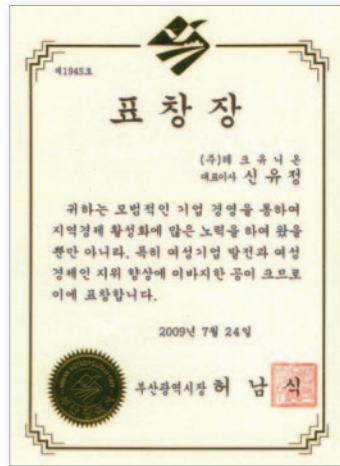 제1945호
표창장
(주)테크유니온
대표이사 신유정
귀하는 모범적인 기업 경영을 통하여
지역경제 활성화에 많은 노력을 하여 왔을
뿐만 아니라, 특히 여성기업 발전과 여성
경제인 지위 향상에 이바지한 공이 크므로
이에 표창합니다.
2009년 7월 24일
부산광역시장 허남식